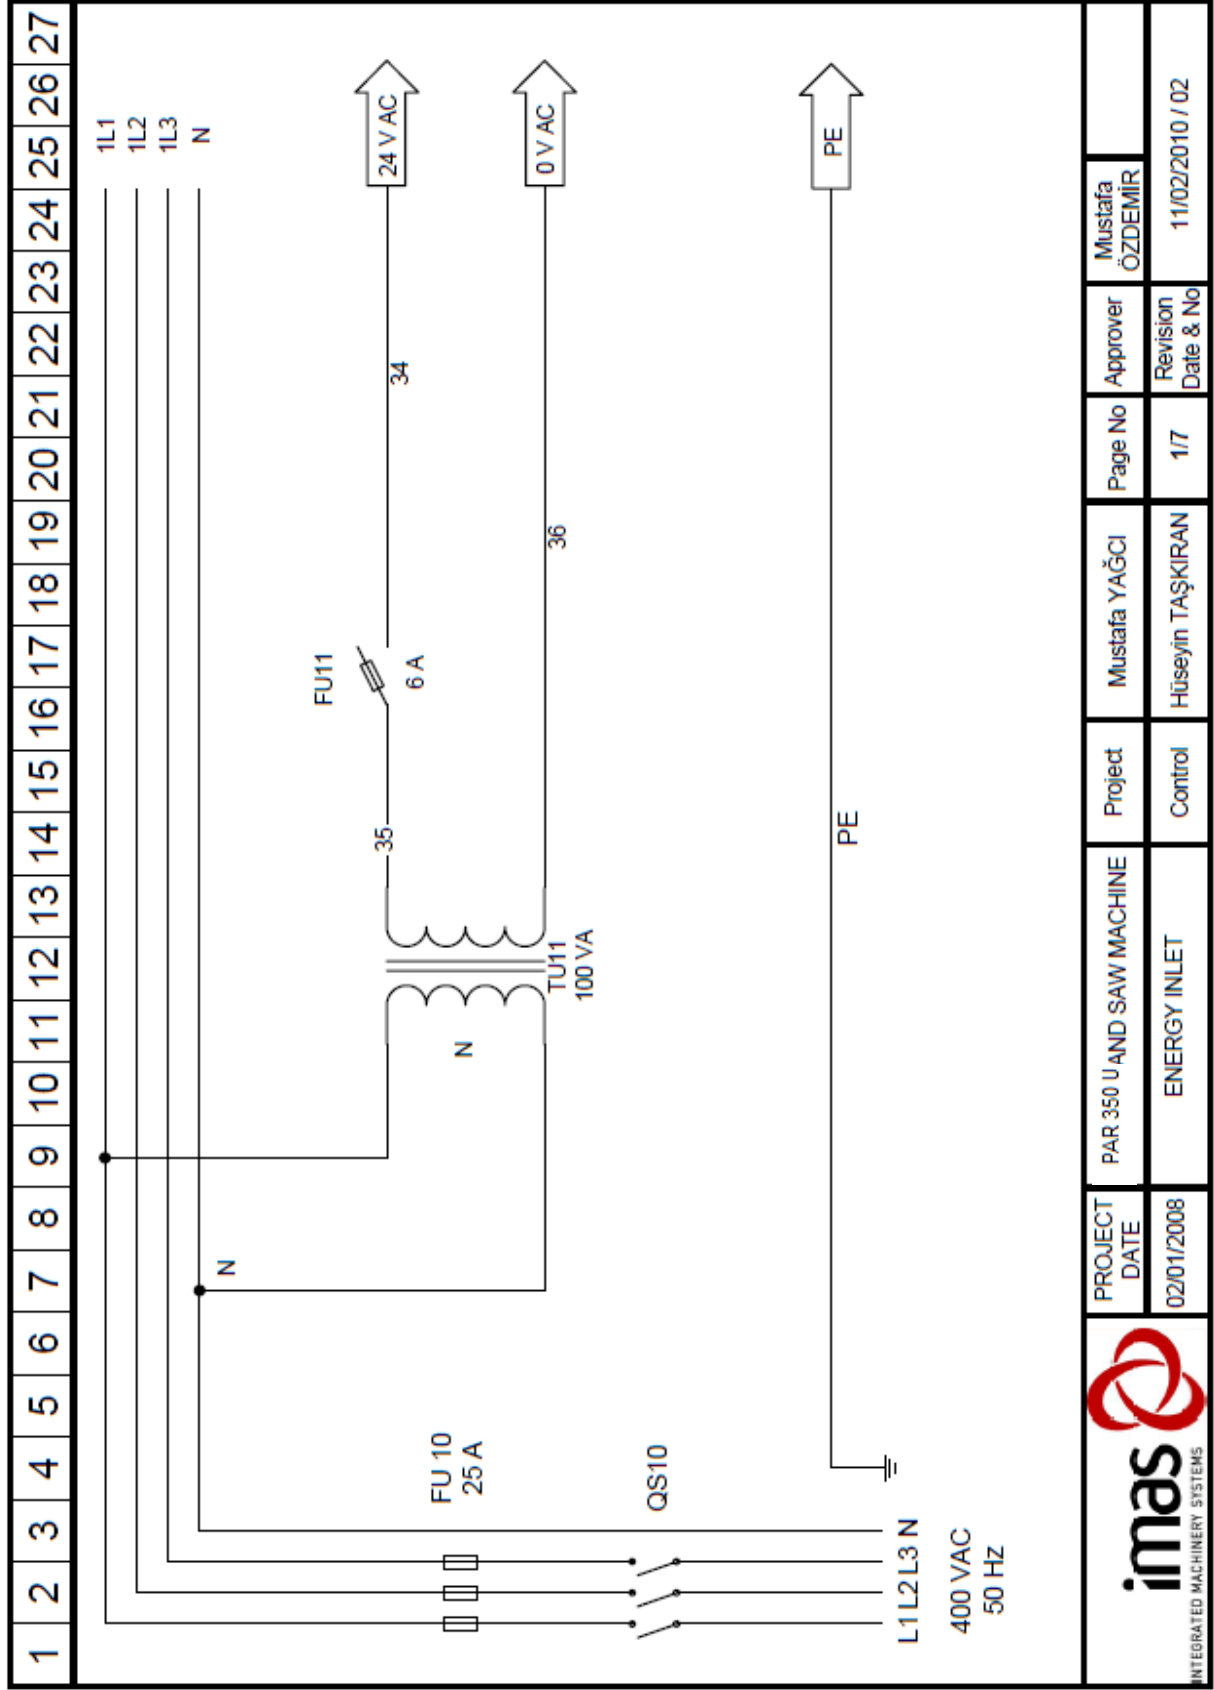 1 2 3 4 5 6 7 8 9 10 11 12 13 14 15 16 17 18 19 20 21 22 23 24 25 26 27
1L1
1L2
1L3
N
N
FU11
6 A
35
34
24 V AC
N
TU11
100 VA
36
0 V AC
FU 10
25 A
QS10
PE
PE
L1 L2 L3 N
400 VAC
50 HZ
imas
INTEGRATED MACHINERY SYSTEMS
PROJECT
DATE
PAR 350 U AND SAW MACHINE
Project
Mustafa YAĞCI
Page No
Approver
Mustafa
ÖZDEMİR
02/01/2008
ENERGY INLET
Control
Hüseyin TAŞKIRAN
1/7
Revision
Date & No
11/02/2010 / 02